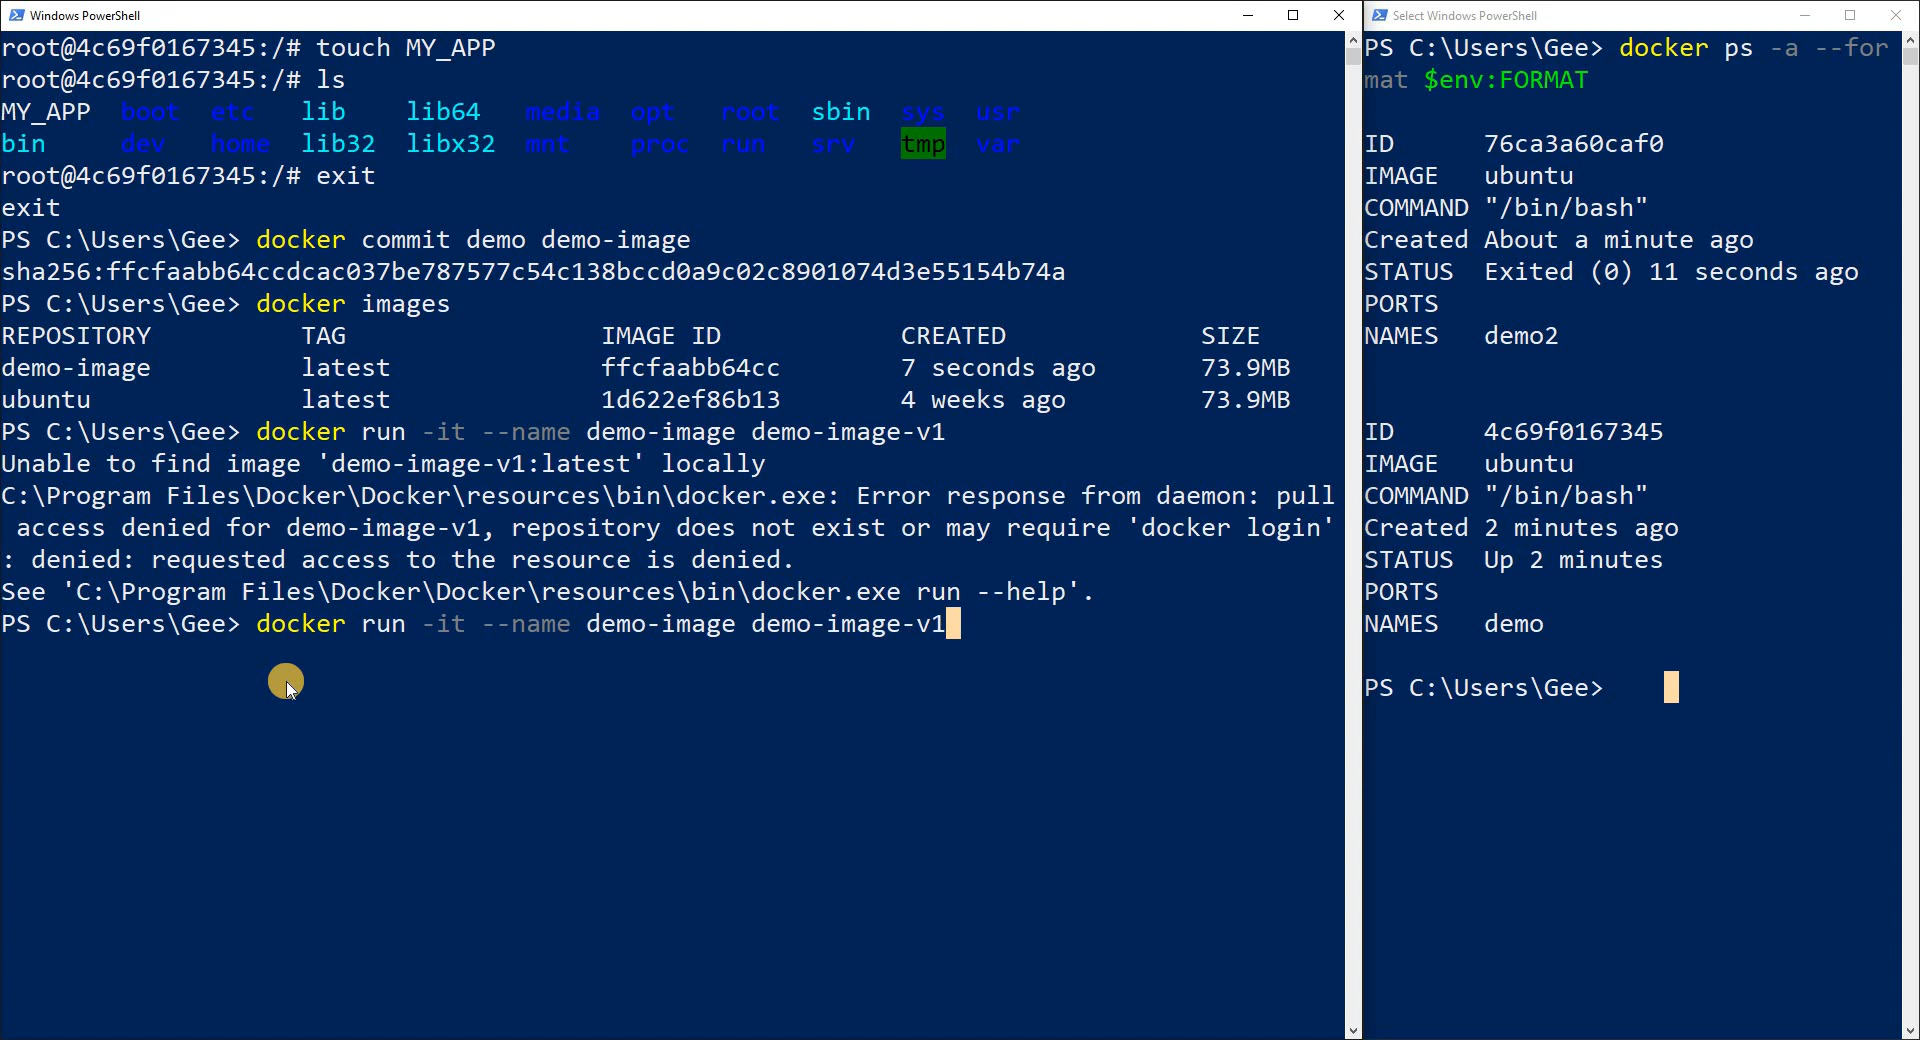 Windows PowerShell
root@4c69f0167345:/# touch MY_APP
root@4c69f0167345:/# ls
MY_APP  boot  etc   lib    lib64   media  opt   root  sbin  sys  usr
bin     dev   home  lib32  libx32  mnt    proc  run   srv   tmp  var
root@4c69f0167345:/# exit
exit
PS C:\Users\Gee> docker commit demo demo-image
sha256:ffcfaabb64ccdcac037be787577c54c138bccd0a9c02c8901074d3e55154b74a
PS C:\Users\Gee> docker images
REPOSITORY          TAG                 IMAGE ID            CREATED             SIZE
demo-image          latest              ffcfaabb64cc        7 seconds ago       73.9MB
ubuntu              latest              1d622ef86b13        4 weeks ago         73.9MB
PS C:\Users\Gee> docker run -it --name demo-image demo-image-v1
Unable to find image 'demo-image-v1:latest' locally
C:\Program Files\Docker\Docker\resources\bin\docker.exe: Error response from daemon: pull
 access denied for demo-image-v1, repository does not exist or may require 'docker login'
: denied: requested access to the resource is denied.
See 'C:\Program Files\Docker\Docker\resources\bin\docker.exe run --help'.
PS C:\Users\Gee> docker run -it --name demo-image demo-image-v1
Select Windows PowerShell
PS C:\Users\Gee> docker ps -a --for
mat $env:FORMAT
ID      76ca3a60caf0
IMAGE   ubuntu
COMMAND "/bin/bash"
Created About a minute ago
STATUS  Exited (0) 11 seconds ago
PORTS
NAMES   demo2
ID      4c69f0167345
IMAGE   ubuntu
COMMAND "/bin/bash"
Created 2 minutes ago
STATUS  Up 2 minutes
PORTS
NAMES   demo
PS C:\Users\Gee>